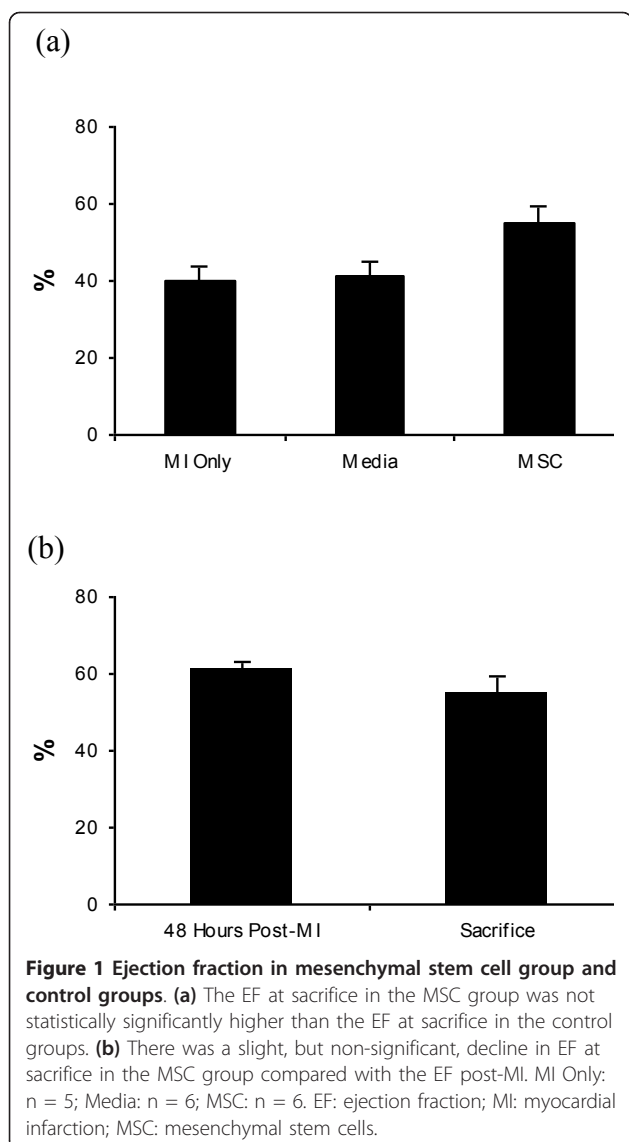 (a)
80
60
40
20
0
%
MI Only Media MSC
(b)
80
60
40
20
0
%
48 Hours Post-MI Sacrifice
Figure 1 Ejection fraction in mesenchymal stem cell group and
control groups. (a) The EF at sacrifice in the MSC group was not
statistically significantly higher than the EF at sacrifice in the control
groups. (b) There was a slight, but non-significant, decline in EF at
sacrifice in the MSC group compared with the EF post-MI. MI Only:
n = 5; Media: n = 6; MSC: n = 6. EF: ejection fraction; MI: myocardial
infarction; MSC: mesenchymal stem cells.